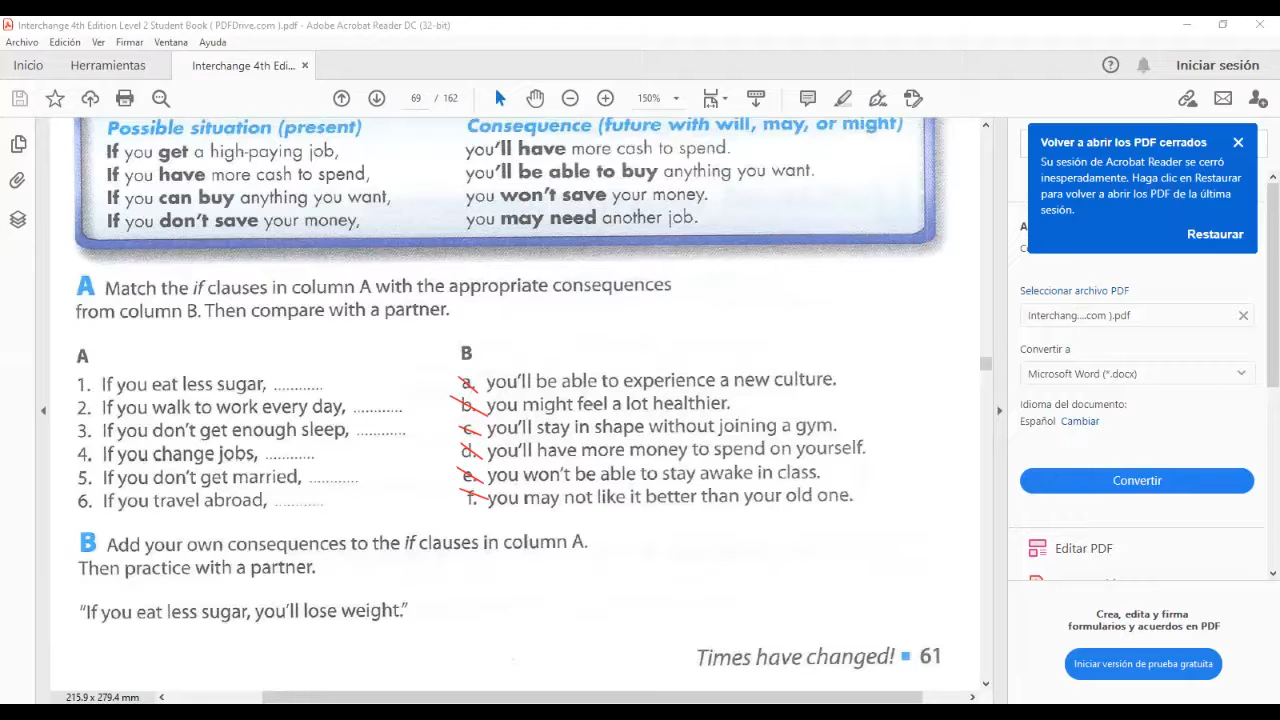 Interchange 4th Edition Level 2 Student Book ( PDFDrive.com ).pdf - Adobe Acrobat Reader DC (32-bit)
Archivo Edición Ver Firmar Ventana Ayuda
Inicio Herramientas Interchange 4th Edi... × Iniciar sesión
69 / 162 150%
Possible situation (present) Consequence (future with will, may, or might)
If you get a high-paying job, you'll have more cash to spend.
If you have more cash to spend, you'll be able to buy anything you want.
If you can buy anything you want, you won't save your money.
If you don't save your money, you may need another job.
A Match the if clauses in column A with the appropriate consequences
from column B. Then compare with a partner.
A B
1. If you eat less sugar, ............ a. you'll be able to experience a new culture.
2. If you walk to work every day, ............ b. you might feel a lot healthier.
3. If you don't get enough sleep, ............ c. you'll stay in shape without joining a gym.
4. If you change jobs, ............ d. you'll have more money to spend on yourself.
5. If you don't get married, ............ e. you won't be able to stay awake in class.
6. If you travel abroad, ............ f. you may not like it better than your old one.
B Add your own consequences to the if clauses in column A.
Then practice with a partner.
"If you eat less sugar, you'll lose weight."
Times have changed! ■ 61
215.9 x 279.4 mm
Volver a abrir los PDF cerrados
Su sesión de Acrobat Reader se cerró
inesperadamente. Haga clic en Restaurar
para volver a abrir los PDF de la última
sesión.
Restaurar
Seleccionar archivo PDF
Interchang....com ).pdf
Convertir a
Microsoft Word (*.docx)
Idioma del documento:
Español Cambiar
Convertir
Editar PDF
Crea, edita y firma
formularios y acuerdos en PDF
Iniciar versión de prueba gratuita